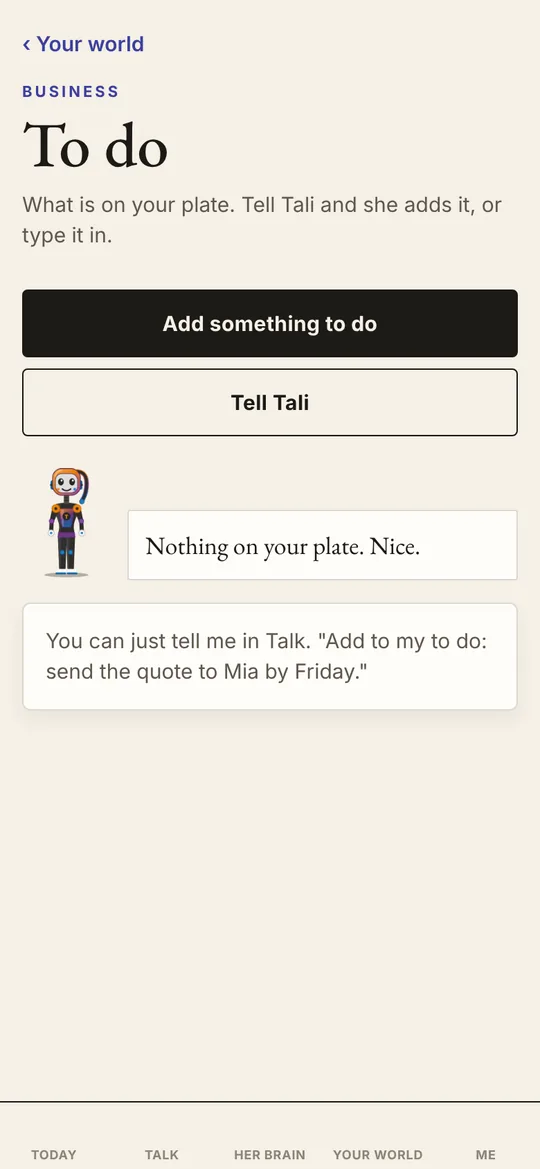 ‹ Your world
BUSINESS
To do
What is on your plate. Tell Tali and she adds it, or
type it in.
Add something to do
Tell Tali
Nothing on your plate. Nice.
You can just tell me in Talk. "Add to my to do:
send the quote to Mia by Friday."
TODAY TALK HER BRAIN YOUR WORLD ME